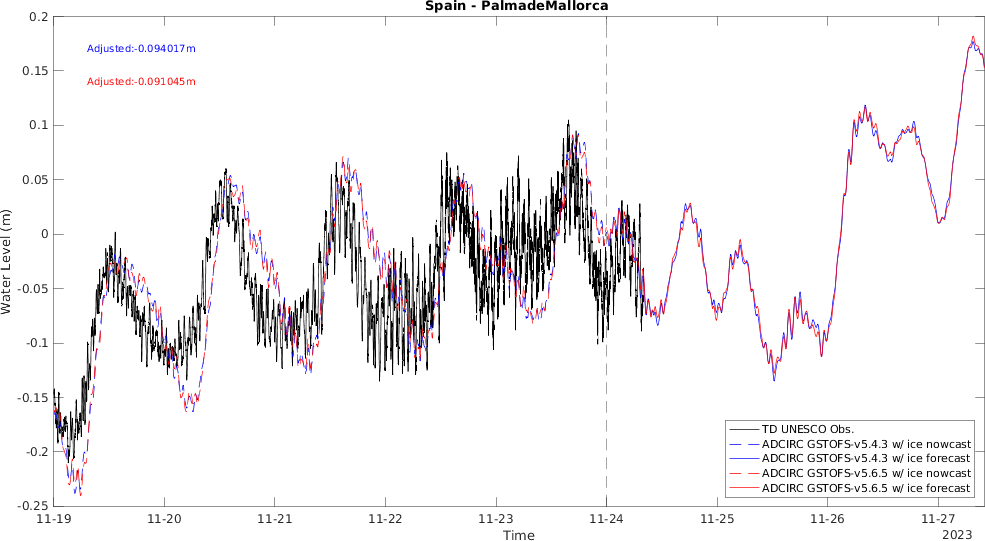 Spain - PalmadeMallorca
0.2
0.15
0.1
0.05
0
-0.05
-0.1
-0.15
-0.2
-0.25
Water Level (m)
Adjusted:-0.094017m
Adjusted:-0.091045m
TD UNESCO Obs.
ADCIRC GSTOFS-v5.4.3 w/ ice nowcast
ADCIRC GSTOFS-v5.4.3 w/ ice forecast
ADCIRC GSTOFS-v5.6.5 w/ ice nowcast
ADCIRC GSTOFS-v5.6.5 w/ ice forecast
11-19 11-20 11-21 11-22 11-23 11-24 11-25 11-26 11-27
Time
2023